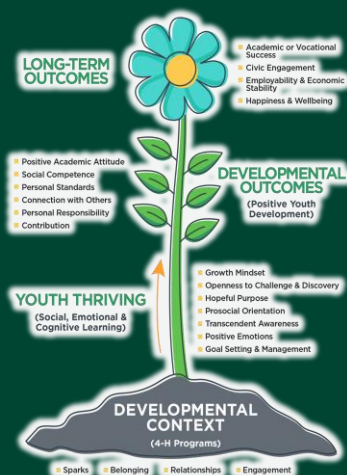 LONG-TERM
OUTCOMES
Academic or Vocational
Success
Civic Engagement
Employability & Economic
Stability
Happiness & Wellbeing
Positive Academic Attitude
Social Competence
Personal Standards
Connection with Others
Personal Responsibility
Contribution
DEVELOPMENTAL
OUTCOMES
(Positive Youth
Development)
YOUTH THRIVING
(Social, Emotional &
Cognitive Learning)
Growth Mindset
Openness to Challenge & Discovery
Hopeful Purpose
Prosocial Orientation
Transcendent Awareness
Positive Emotions
Goal Setting & Management
DEVELOPMENTAL
CONTEXT
(4-H Programs)
Sparks Belonging Relationships Engagement